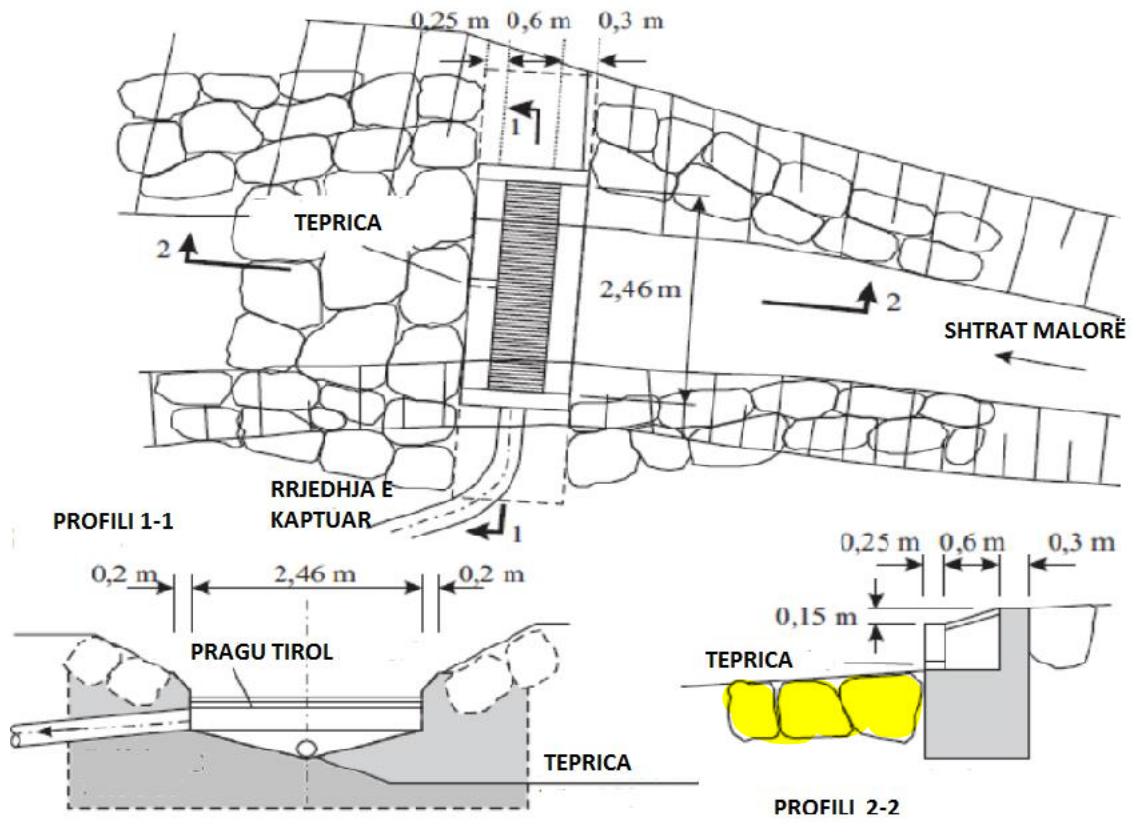 0,25 m 0,6 m 0,3 m
1
TEPRICA
2
2,46 m
2
SHTRAT MALORË
RRJEDHJA E
KAPTUAR
1
PROFILI 1-1
0,2 m 2,46 m 0,2 m
PRAGU TIROL
TEPRICA
0,25 m 0,6 m 0,3 m
0,15 m
TEPRICA
PROFILI 2-2